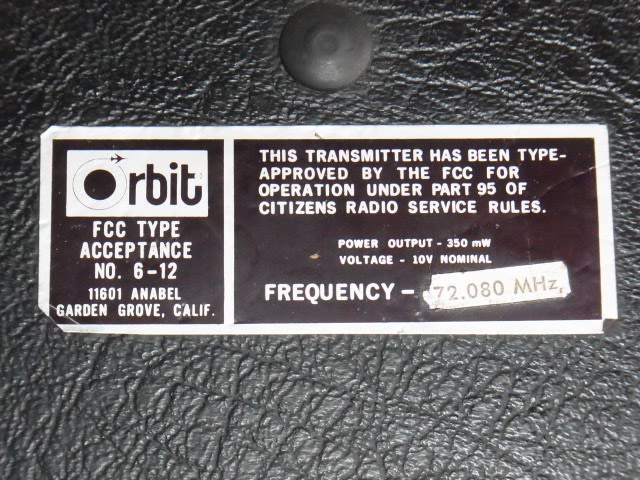 Orbit
FCC TYPE
ACCEPTANCE
NO. 6-12
11601 ANABEL
GARDEN GROVE, CALIF.
THIS TRANSMITTER HAS BEEN TYPE-
APPROVED BY THE FCC FOR
OPERATION UNDER PART 95 OF
CITIZENS RADIO SERVICE RULES.
POWER OUTPUT - 350 mW
VOLTAGE - 10V NOMINAL
FREQUENCY - 72.080 MHz,